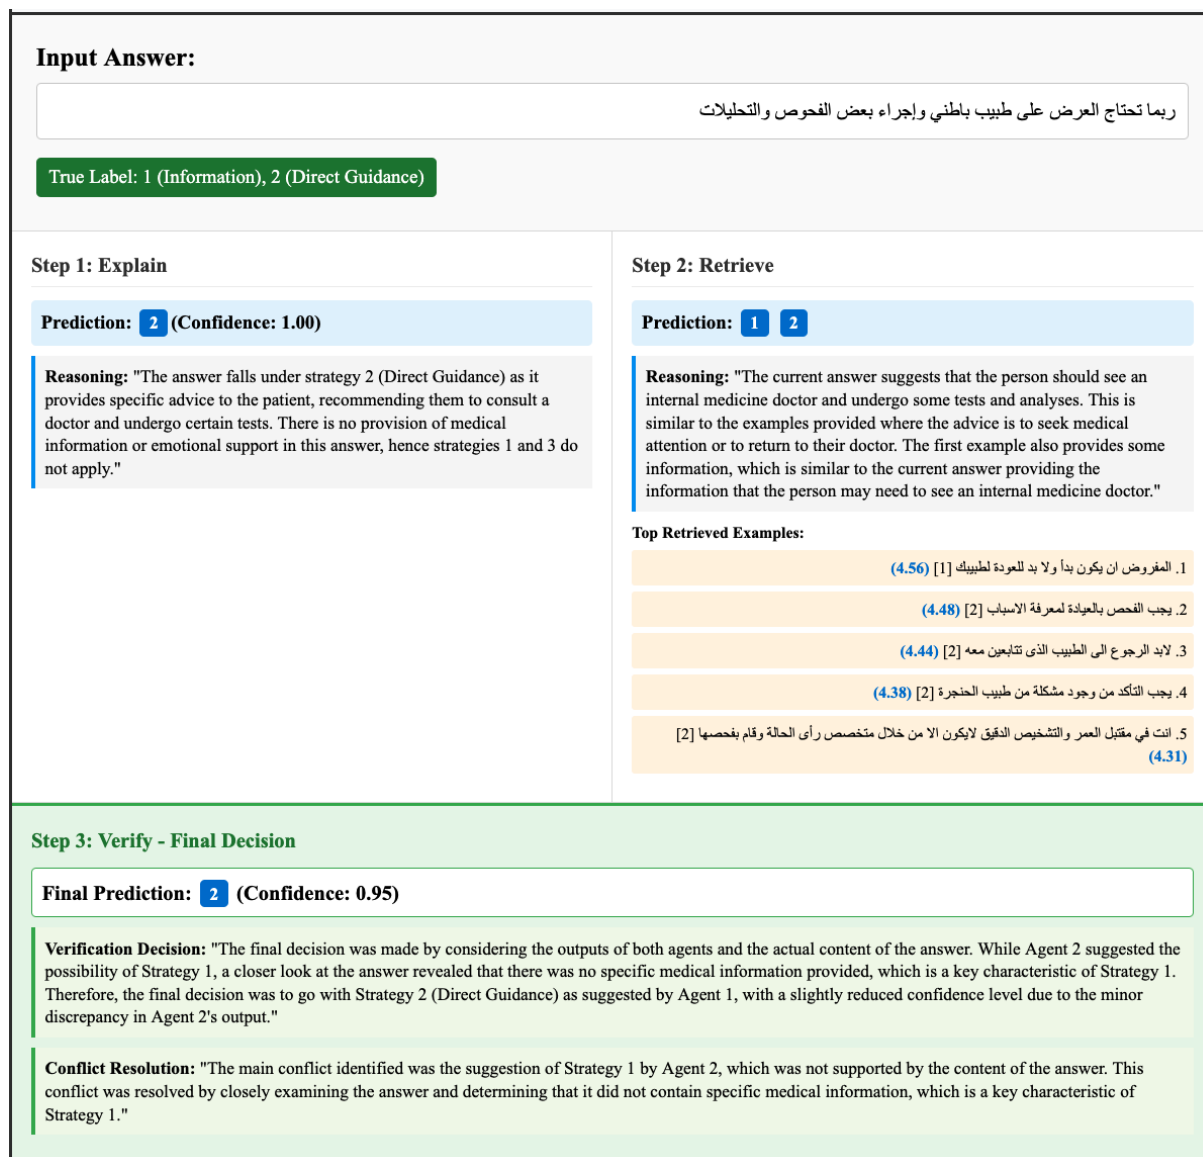 Input Answer:
ربما تحتاج العرض على طبيب باطني وإجراء بعض الفحوص والتحليلات
True Label: 1 (Information), 2 (Direct Guidance)
Step 1: Explain
Prediction: 2 (Confidence: 1.00)
Reasoning: "The answer falls under strategy 2 (Direct Guidance) as it
provides specific advice to the patient, recommending them to consult a
doctor and undergo certain tests. There is no provision of medical
information or emotional support in this answer, hence strategies 1 and 3 do
not apply."
Step 2: Retrieve
Prediction: 1 2
Reasoning: "The current answer suggests that the person should see an
internal medicine doctor and undergo some tests and analyses. This is
similar to the examples provided where the advice is to seek medical
attention or to return to their doctor. The first example also provides some
information, which is similar to the current answer providing the
information that the person may need to see an internal medicine doctor."
Top Retrieved Examples:
1. المفروض ان يكون بدأ ولا بد للعودة لطبيبك [1] (4.56)
2. يجب الفحص بالعيادة لمعرفة الاسباب [2] (4.48)
3. لابد الرجوع الى الطبيب الذى تتابعين معه [2] (4.44)
4. يجب التأكد من وجود مشكلة من طبيب الحنجرة [2] (4.38)
5. انت في مقتبل العمر والتشخيص الدقيق لايكون الا من خلال متخصص رأى الحالة وقام بفحصها [2]
(4.31)
Step 3: Verify - Final Decision
Final Prediction: 2 (Confidence: 0.95)
Verification Decision: "The final decision was made by considering the outputs of both agents and the actual content of the answer. While Agent 2 suggested the
possibility of Strategy 1, a closer look at the answer revealed that there was no specific medical information provided, which is a key characteristic of Strategy 1.
Therefore, the final decision was to go with Strategy 2 (Direct Guidance) as suggested by Agent 1, with a slightly reduced confidence level due to the minor
discrepancy in Agent 2's output."
Conflict Resolution: "The main conflict identified was the suggestion of Strategy 1 by Agent 2, which was not supported by the content of the answer. This
conflict was resolved by closely examining the answer and determining that it did not contain specific medical information, which is a key characteristic of
Strategy 1."